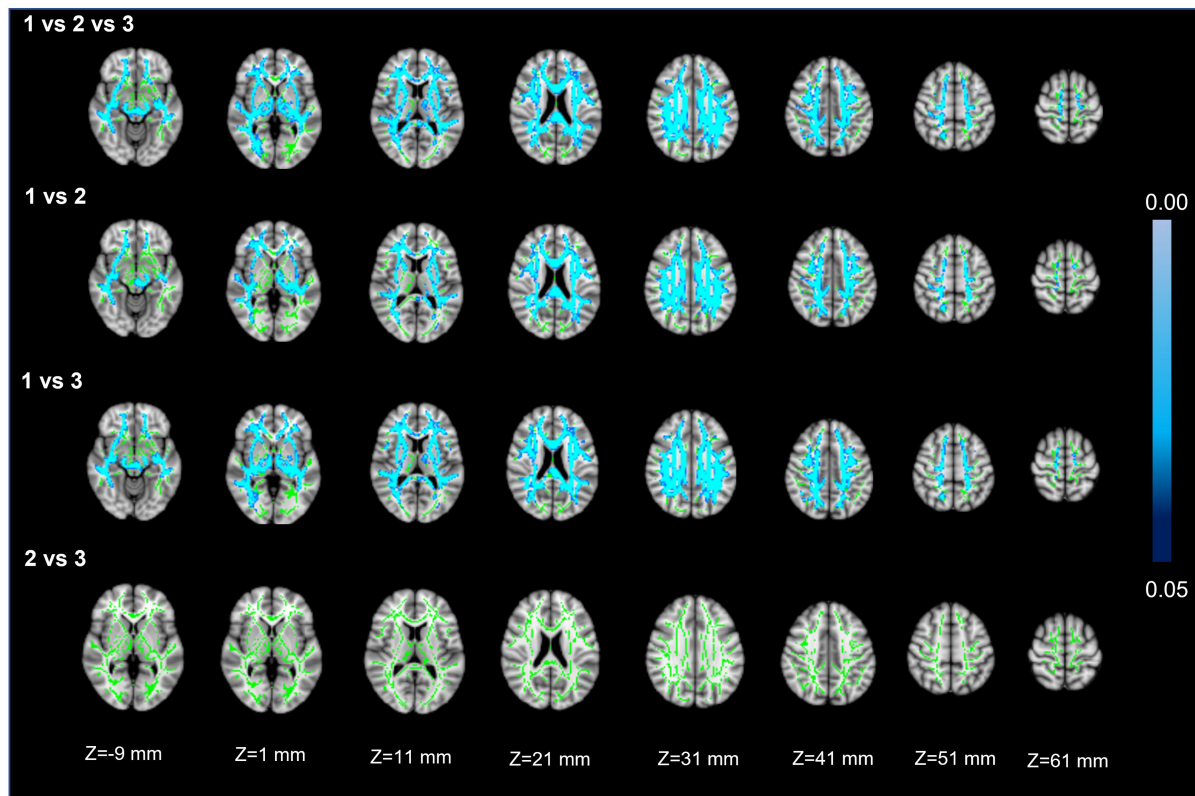 1 vs 2 vs 3
1 vs 2
0.00
1 vs 3
2 vs 3
0.05
Z=-9 mm
Z=1 mm
Z=11 mm
Z=21 mm
Z=31 mm
Z=41 mm
Z=51 mm
Z=61 mm